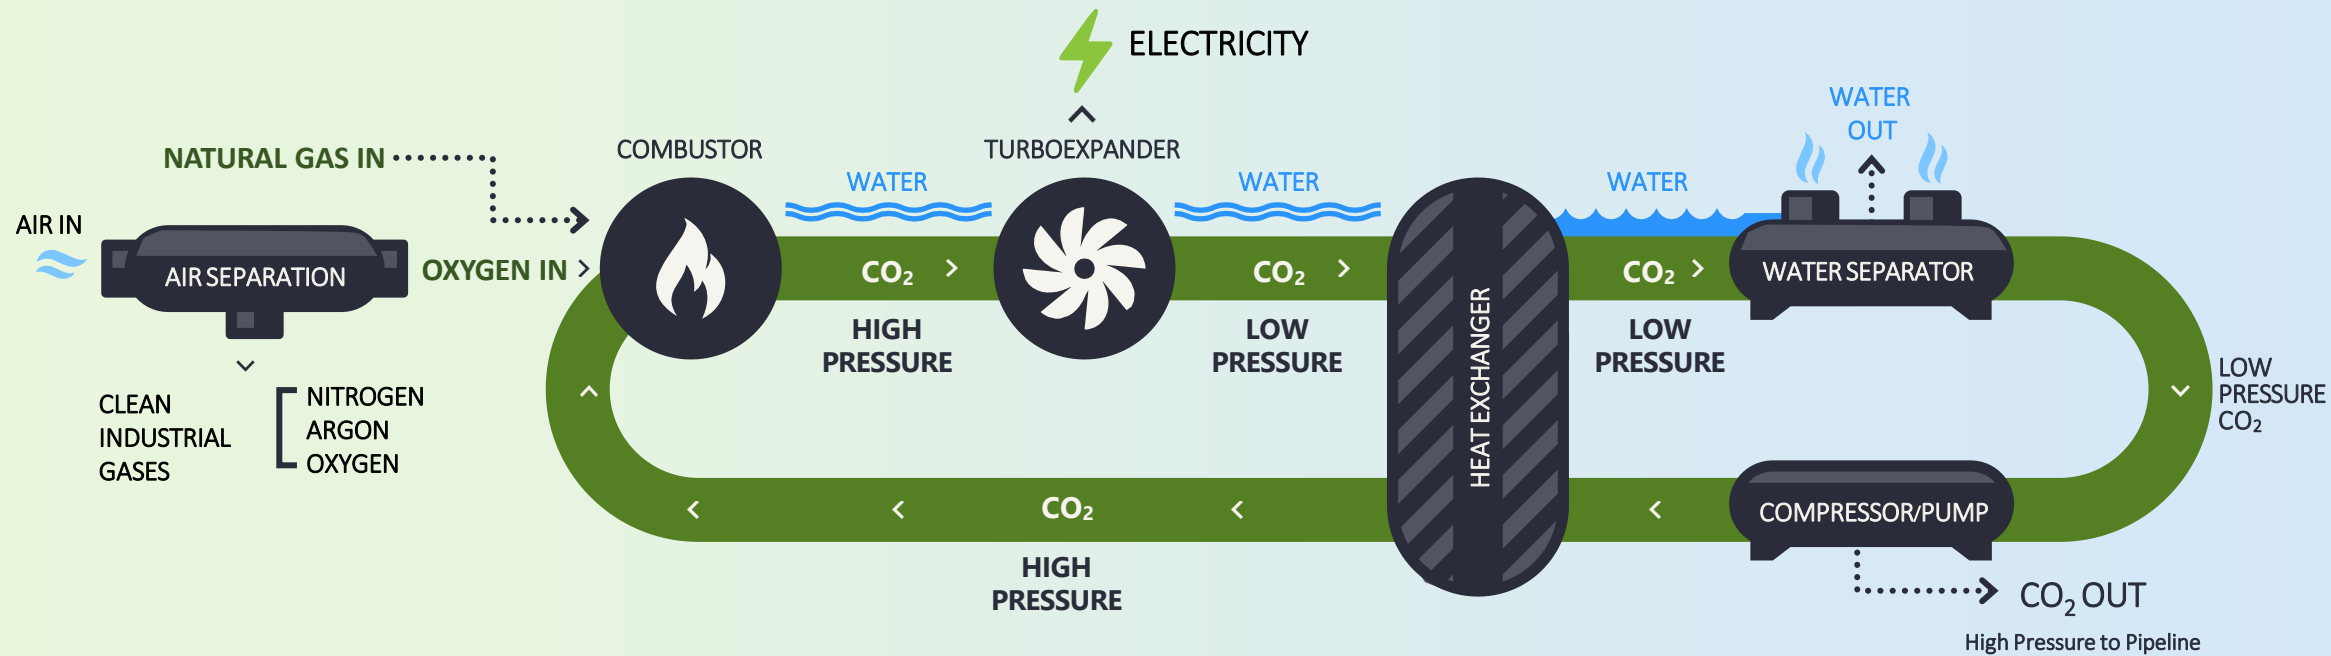 ELECTRICITY
WATER
OUT
NATURAL GAS IN
COMBUSTOR
TURBOEXPANDER
WATER
WATER
WATER
AIR IN
AIR SEPARATION
OXYGEN IN
CO₂
CO₂
CO₂
WATER SEPARATOR
HIGH
PRESSURE
LOW
PRESSURE
HEAT EXCHANGER
LOW
PRESSURE
LOW
PRESSURE
CO₂
CLEAN
INDUSTRIAL
GASES
NITROGEN
ARGON
OXYGEN
CO₂
COMPRESSOR/PUMP
HIGH
PRESSURE
CO₂ OUT
High Pressure to Pipeline